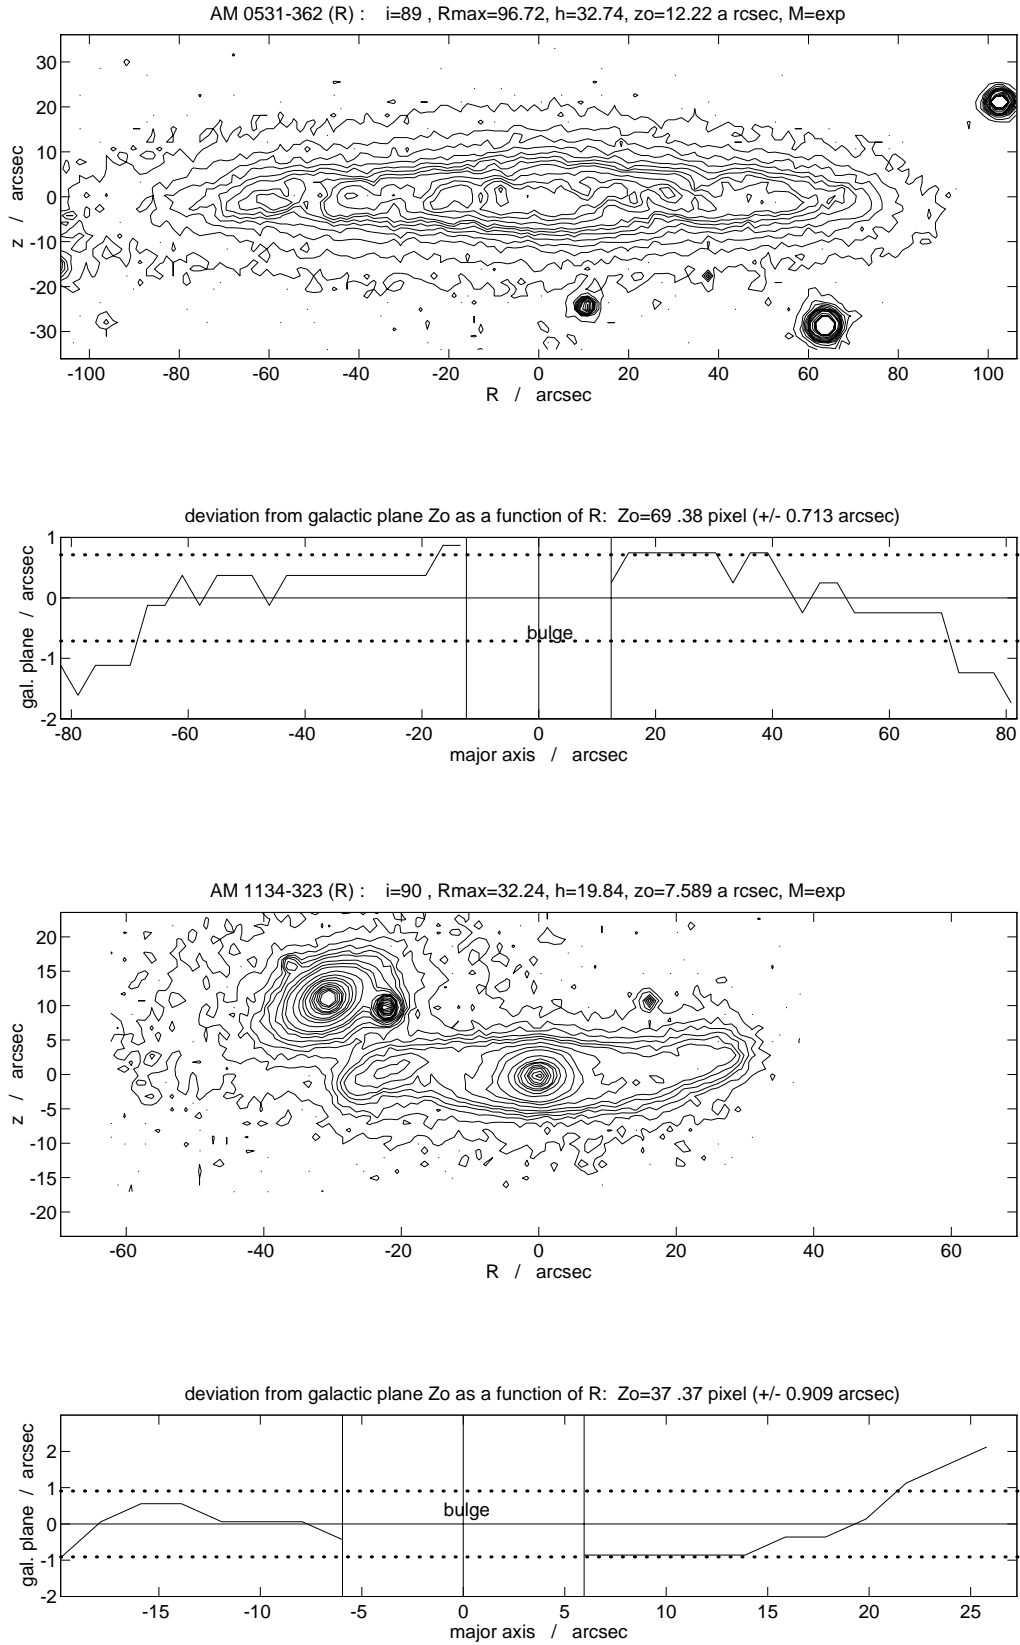 AM 0531-362 (R) : i=89 , Rmax=96.72, h=32.74, zo=12.22 a rcsec, M=exp
30
20
10
0
-10
-20
-30
z / arcsec
-100 -80 -60 -40 -20 0 20 40 60 80 100
R / arcsec
deviation from galactic plane Zo as a function of R: Zo=69 .38 pixel (+/- 0.713 arcsec)
1
0
-1
-2
gal. plane / arcsec
bulge
-80 -60 -40 -20 0 20 40 60 80
major axis / arcsec
AM 1134-323 (R) : i=90 , Rmax=32.24, h=19.84, zo=7.589 a rcsec, M=exp
20
15
10
5
0
-5
-10
-15
-20
z / arcsec
-60 -40 -20 0 20 40 60
R / arcsec
deviation from galactic plane Zo as a function of R: Zo=37 .37 pixel (+/- 0.909 arcsec)
2
1
0
-1
-2
gal. plane / arcsec
bulge
-15 -10 -5 0 5 10 15 20 25
major axis / arcsec